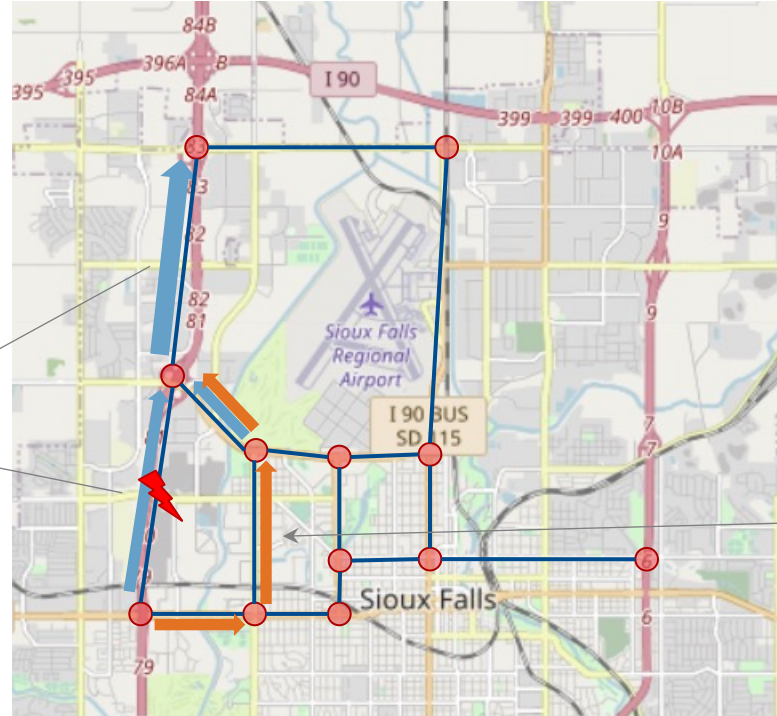 84B
396A
B
395
395
84A
I 90
399
399
400
10B
10A
83
83
9
82
82
81
9
Sioux Falls
Regional
Airport
I 90 BUS
SD 115
7
7
6
Sioux Falls
6
79